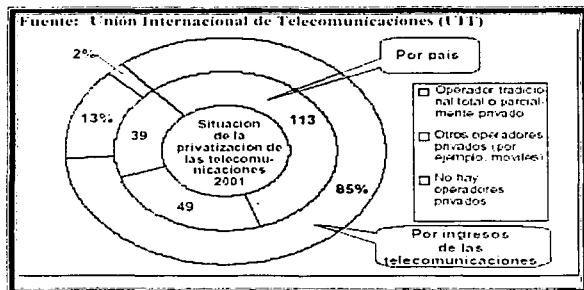 Fuente: Unión Internacional de Telecomunicaciones (UIT)
2%
Por país
13%
39
113
Situación
de la
privatización de
las telecomu-
nicaciones
2001
49
85%
Operador tradicio
nal total o parcial-
mente privado
Otros operadores
privados (por
ejemplo, móviles)
No hay
operadores
privados
Por ingresos
de las
telecomunicaciones